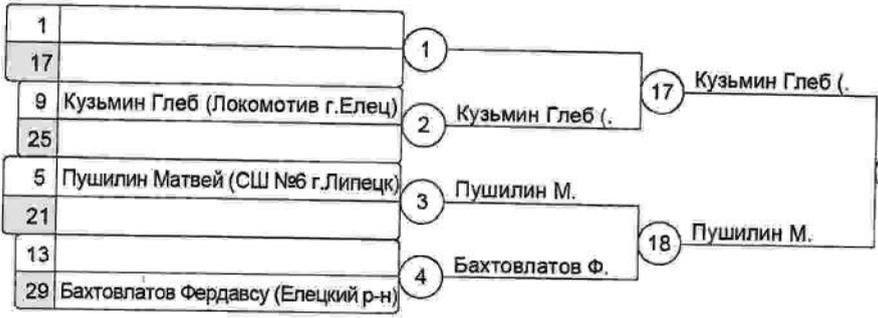 1
17
1
9 Кузьмин Глеб (Локомотив г.Елец)
25
2 Кузьмин Глеб (.
17 Кузьмин Глеб (.
5 Пушилин Матвей (СШ №6 г.Липецк)
21
3 Пушилин М.
13
29 Бахтовлатов Фердавсу (Елецкий р-н)
4 Бахтовлатов Ф.
18 Пушилин М.